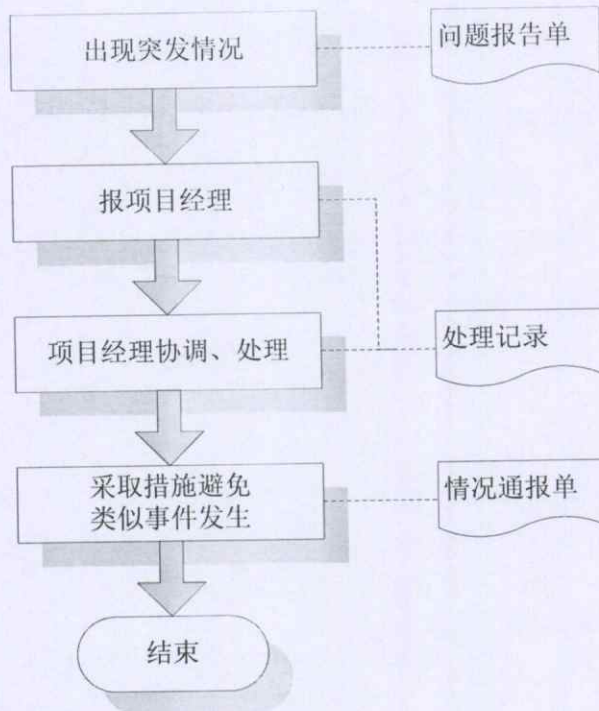 出现突发情况
问题报告单
报项目经理
项目经理协调、处理
处理记录
采取措施避免
类似事件发生
情况通报单
结束